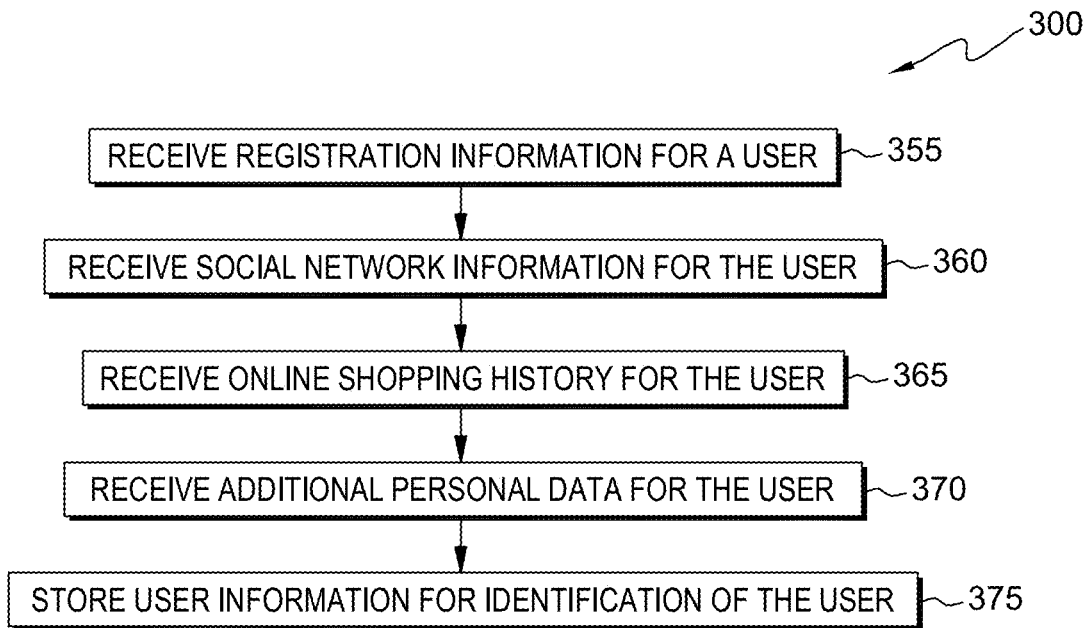 300
RECEIVE REGISTRATION INFORMATION FOR A USER 355
RECEIVE SOCIAL NETWORK INFORMATION FOR THE USER 360
RECEIVE ONLINE SHOPPING HISTORY FOR THE USER 365
RECEIVE ADDITIONAL PERSONAL DATA FOR THE USER 370
STORE USER INFORMATION FOR IDENTIFICATION OF THE USER 375